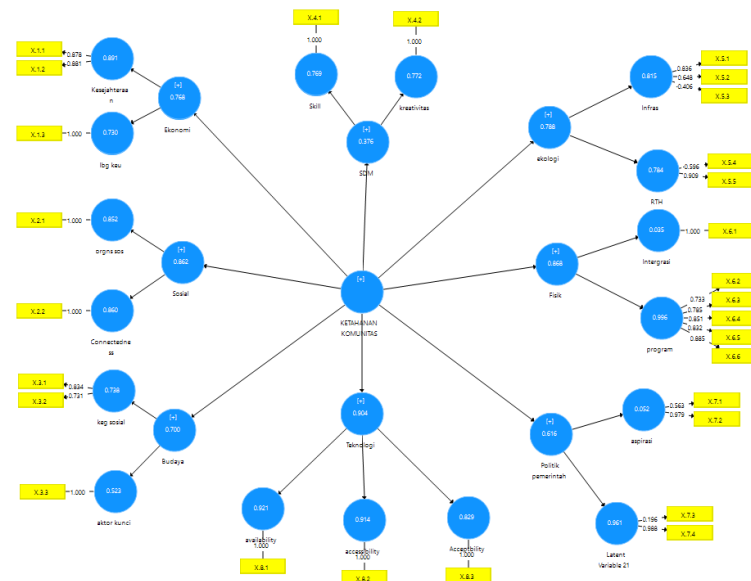 X.4.1
X.4.2
1.000
1.000
X.1.1
0.878
X.1.2
0.881
0.891
Kesejahteraa
n
[+]
0.768
Ekonomi
X.1.3
1.000
0.730
lbg keu
0.769
Skill
0.772
kreativitas
[+]
0.376
SDM
[+]
0.788
ekologi
0.815
Infras
0.836
0.648
-0.406
X.5.1
X.5.2
X.5.3
0.784
RTH
-0.596
0.909
X.5.4
X.5.5
X.2.1
1.000
0.852
orgns sos
[+]
0.862
Sosial
X.2.2
1.000
0.860
Connectedne
ss
[+]
KETAHANAN
KOMUNITAS
[+]
0.868
Fisik
0.035
Intergrasi
1.000
X.6.1
0.996
program
0.733
0.785
0.851
0.832
0.885
X.6.2
X.6.3
X.6.4
X.6.5
X.6.6
X.3.1
0.834
X.3.2
0.731
0.738
keg sosial
[+]
0.700
Budaya
X.3.3
1.000
0.523
aktor kunci
[+]
0.904
Teknologi
0.921
availability
1.000
X.8.1
0.914
accessibility
1.000
X.8.2
0.829
Acceptbility
1.000
X.8.3
[+]
0.616
Politik
pemerintah
0.052
aspirasi
0.563
0.979
X.7.1
X.7.2
0.961
Latent
Variable 21
0.196
0.988
X.7.3
X.7.4